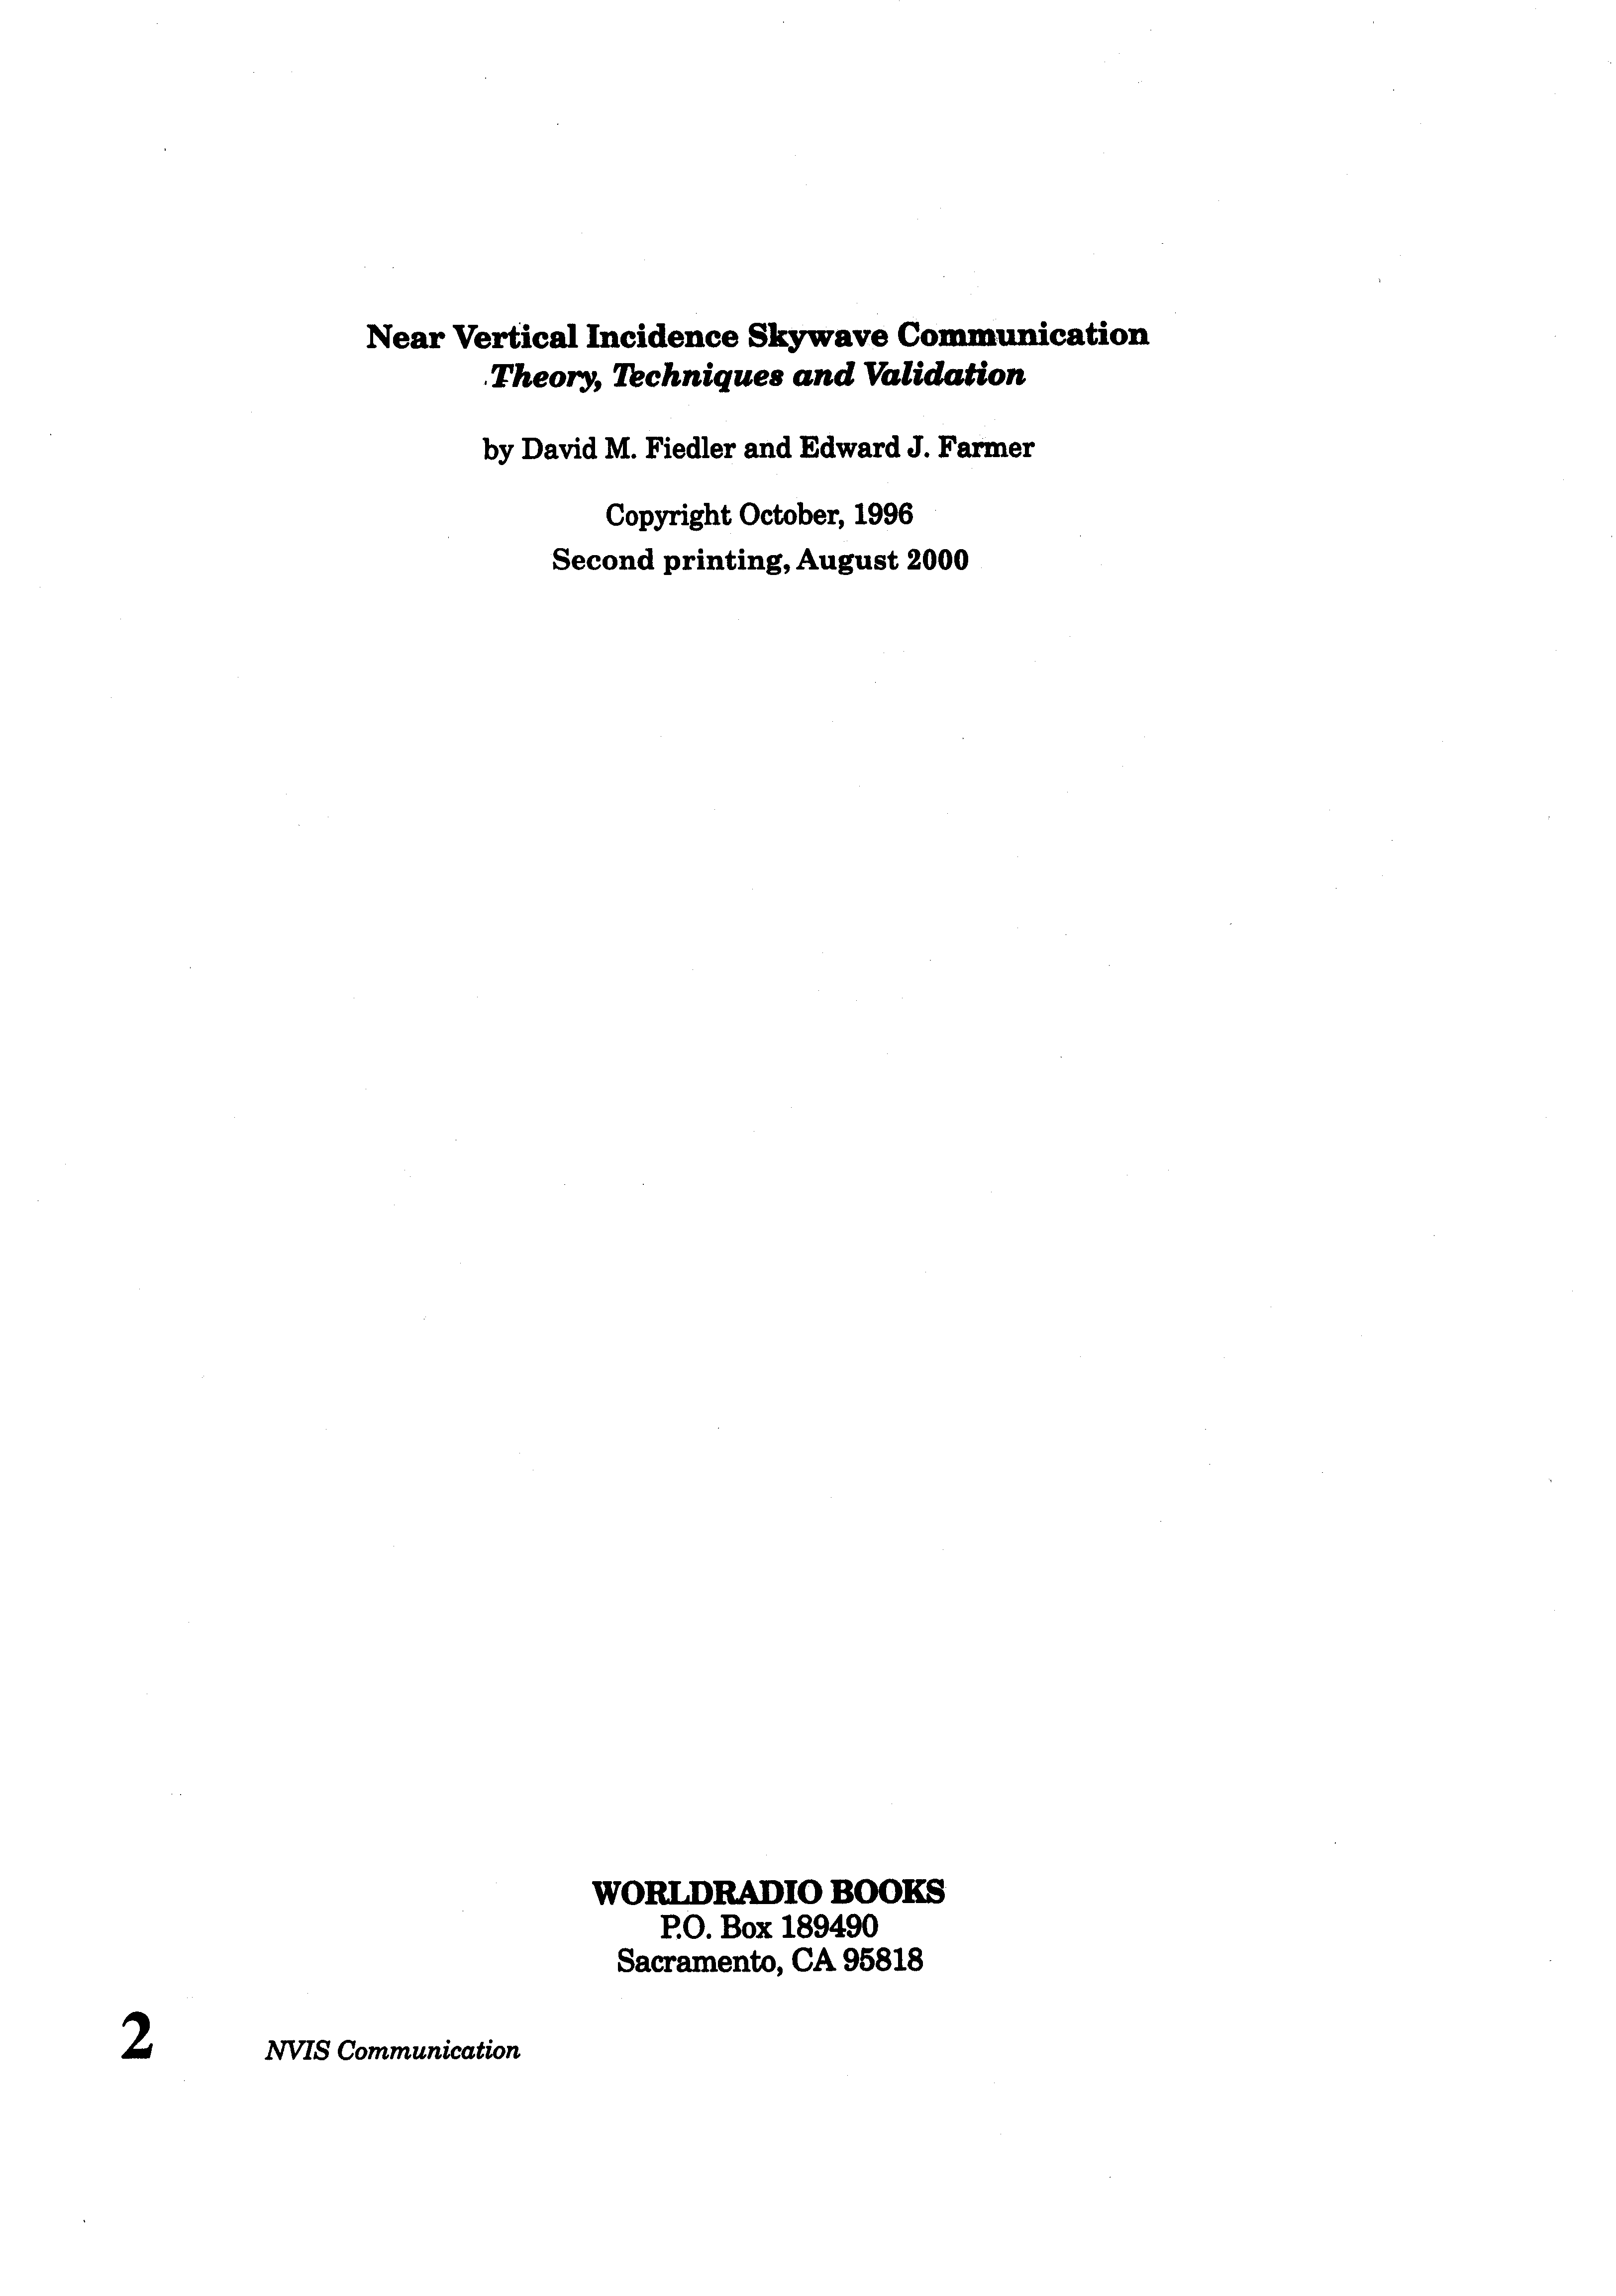 Near Vertical Incidence Skywave Communication
Theory, Techniques and Validation
by David M. Fiedler and Edward J. Farmer
Copyright October, 1996
Second printing, August 2000
WORLDRADIO BOOKS
P.O. Box 189490
Sacramento, CA 95818
2 NVIS Communication